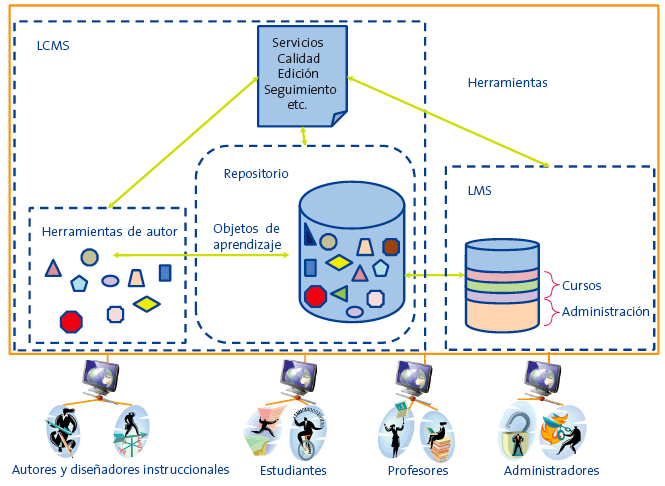 LCMS
Servicios
Calidad
Edición
Seguimiento
etc.
Herramientas
Repositorio
LMS
Herramientas de autor
Objetos de
aprendizaje
Cursos
Administración
Autores y diseñadores instruccionales
Estudiantes
Profesores
Administradores